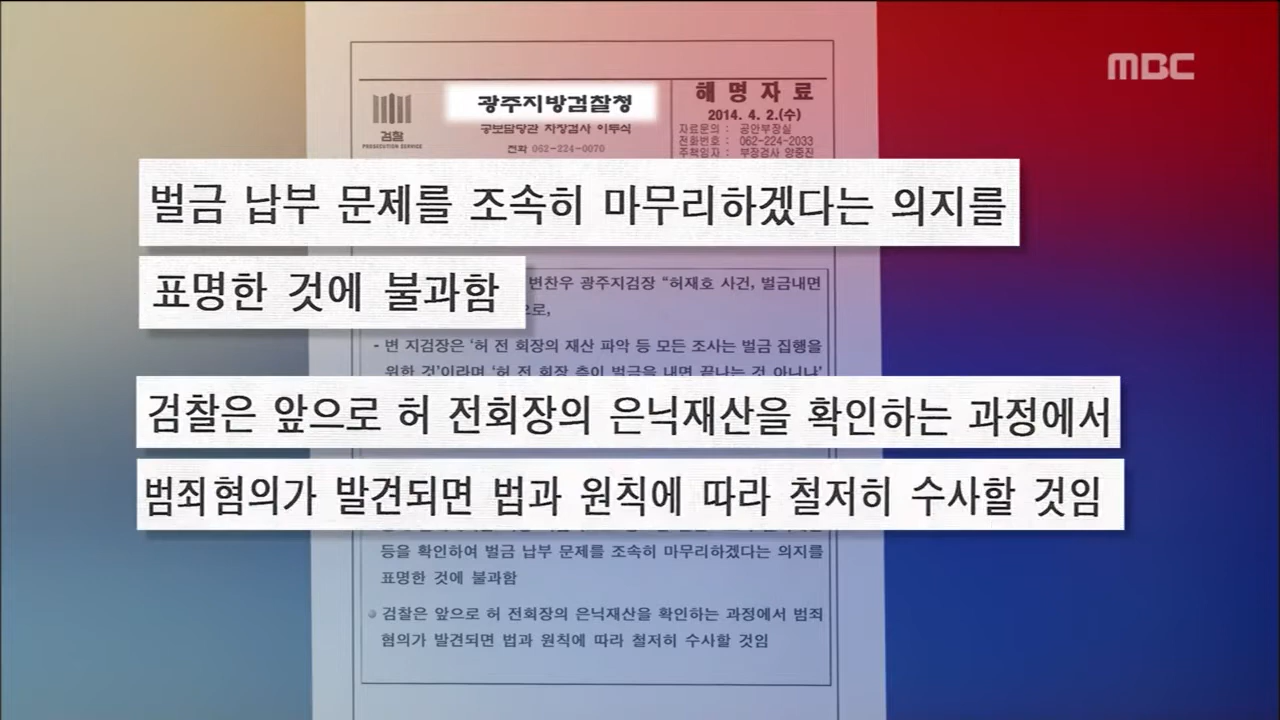 MBC
광주지방검찰청
해명자료
2014. 4. 2.(수)
검찰
PROSECUTION SERVICE
공보담당관 차장검사 이두식
전화 062-224-0070
자료문의 : 공안부장실
전화번호 : 062-224-2033
주책임자 : 부장검사 양중진
벌금 납부 문제를 조속히 마무리하겠다는 의지를
표명한 것에 불과함
변찬우 광주지검장 “허재호 사건, 벌금내면
으로,
- 변 지검장은 ‘허 전 회장의 재산 파악 등 모든 조사는 벌금 집행을
위한 것’이라며 ‘허 전 회장 측이 벌금을 내면 끝나는 것 아니냐’
검찰은 앞으로 허 전회장의 은닉재산을 확인하는 과정에서
범죄혐의가 발견되면 법과 원칙에 따라 철저히 수사할 것임
등을 확인하여 벌금 납부 문제를 조속히 마무리하겠다는 의지를
표명한 것에 불과함
검찰은 앞으로 허 전회장의 은닉재산을 확인하는 과정에서 범죄
혐의가 발견되면 법과 원칙에 따라 철저히 수사할 것임